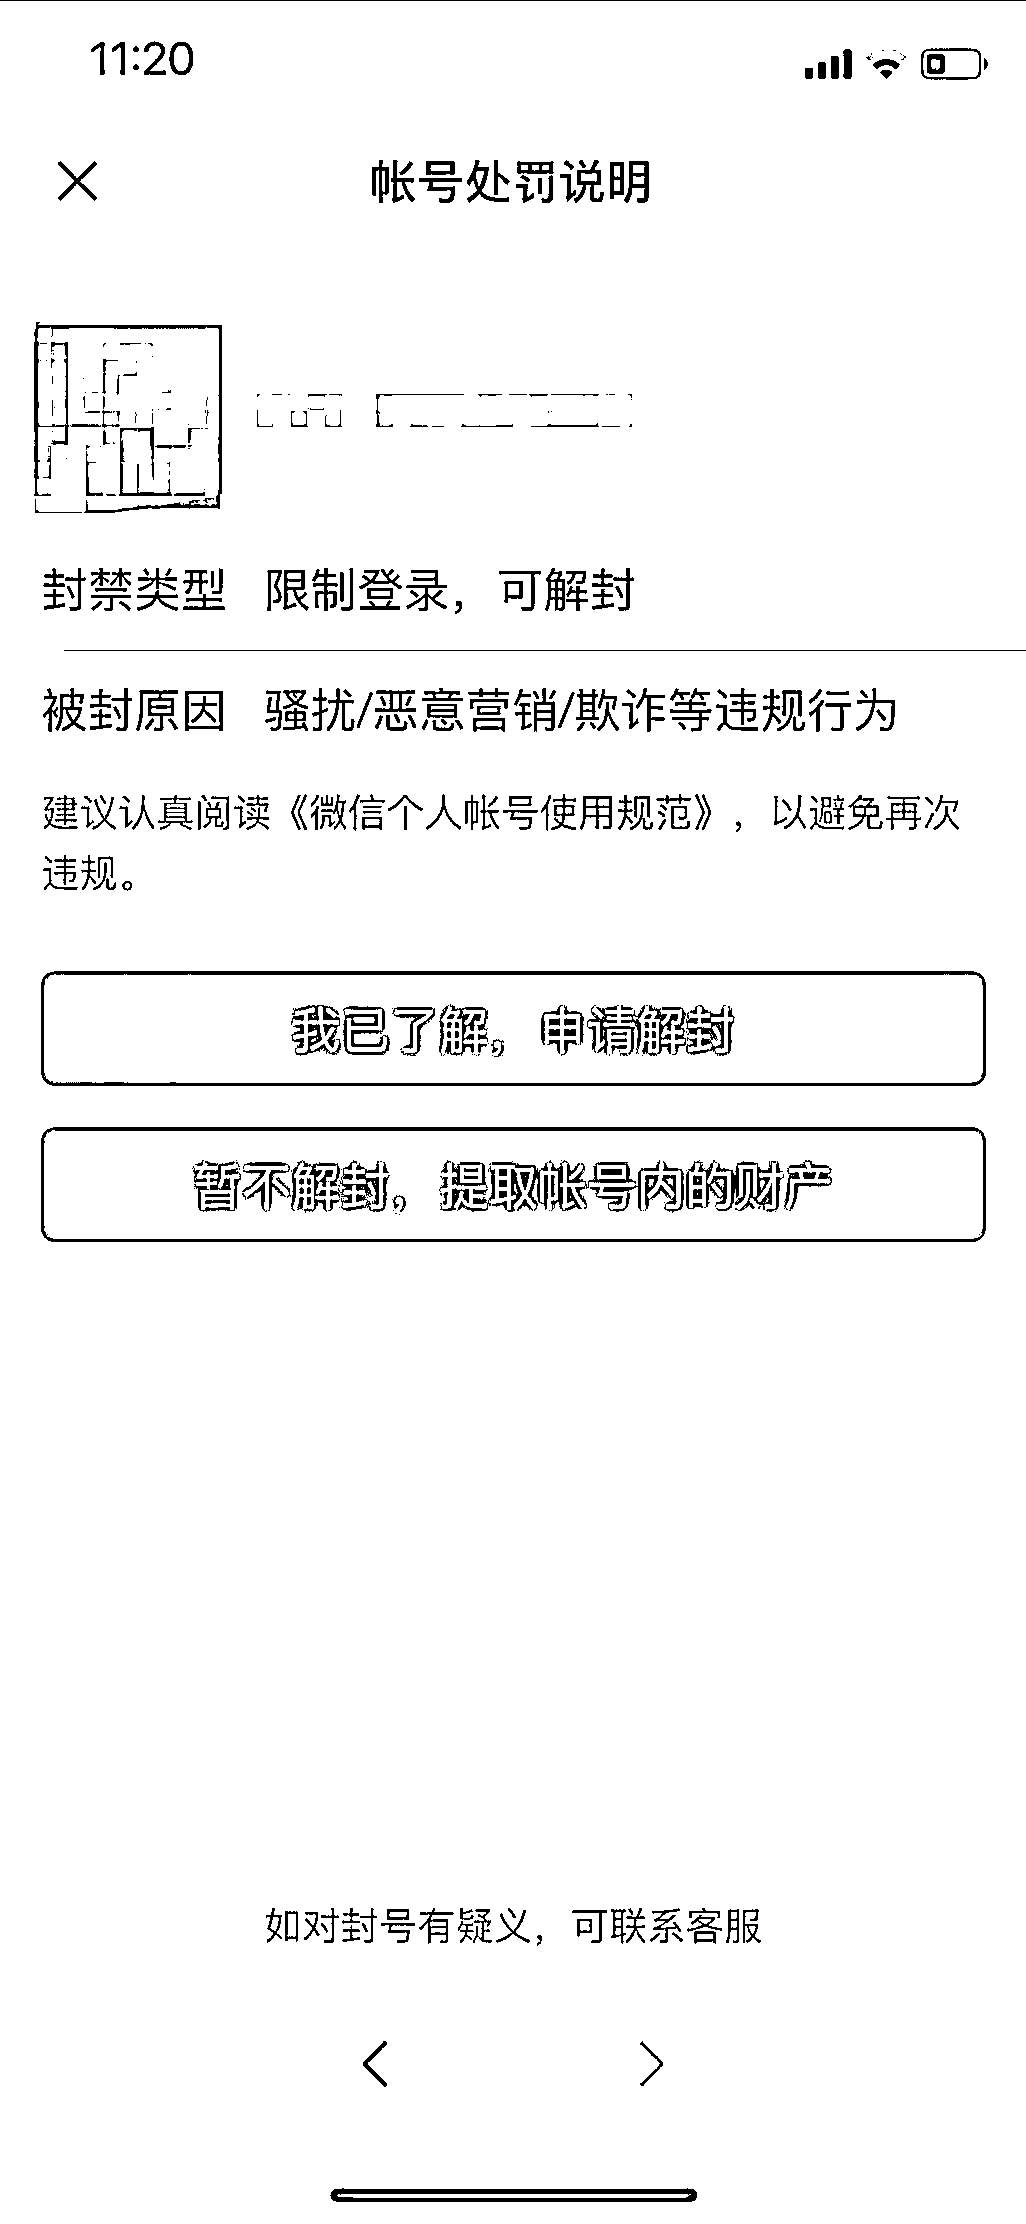 11:20
帐号处罚说明
封禁类型 限制登录，可解封
被封原因 骚扰/恶意营销/欺诈等违规行为
建议认真阅读《微信个人帐号使用规范》，以避免再次
违规。
我已了解，申请解封
暂不解封，提取帐号内的财产
如对封号有疑义，可联系客服